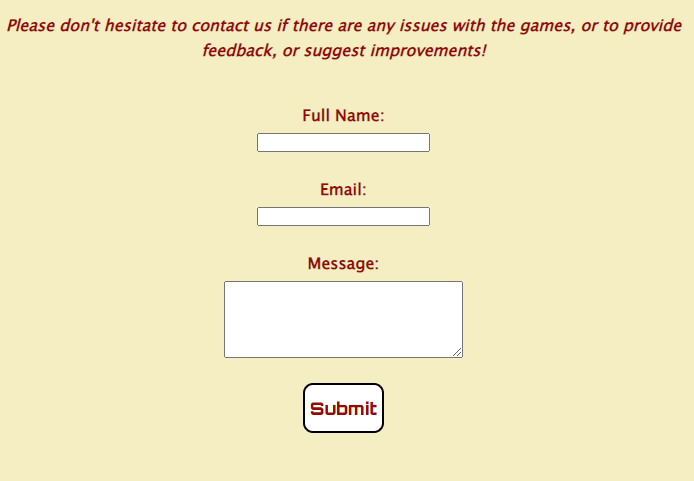 Please don't hesitate to contact us if there are any issues with the games, or to provide
feedback, or suggest improvements!
Full Name:
Email:
Message:
Submit